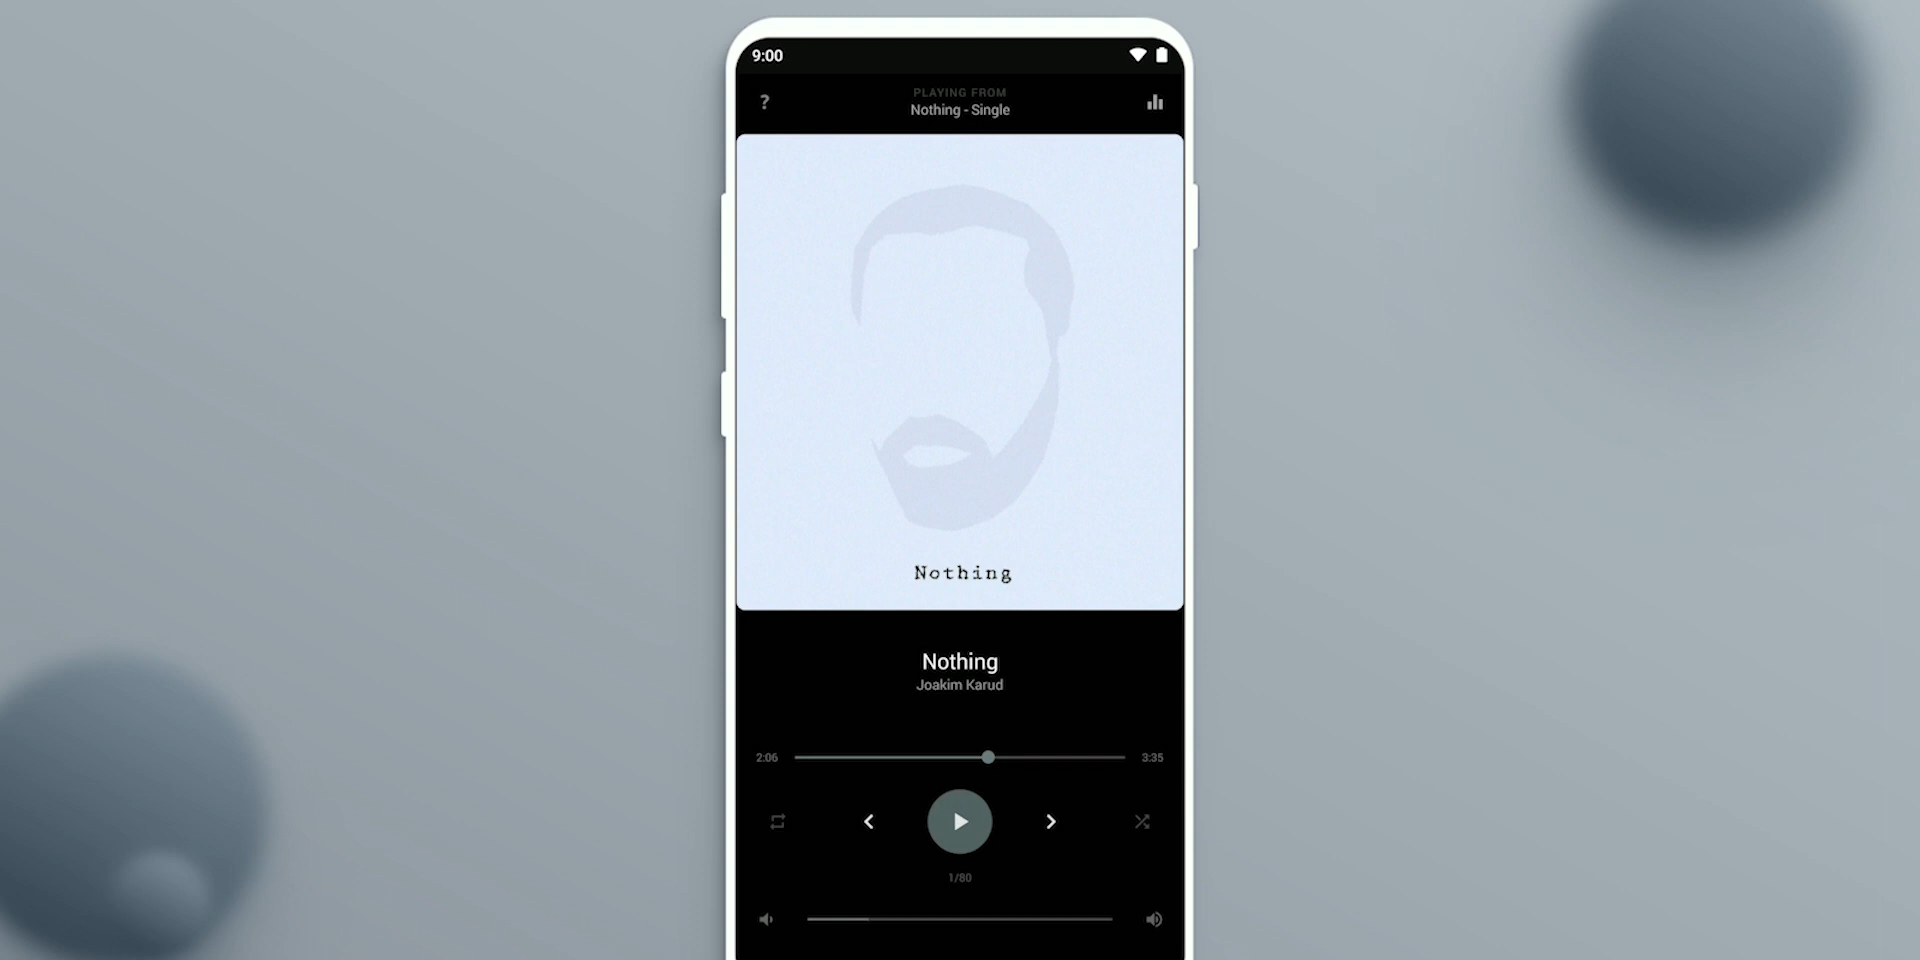 9:00
?
PLAYING FROM
Nothing - Single
Nothing
Nothing
Joakim Karud
2:06 3:35
1/80